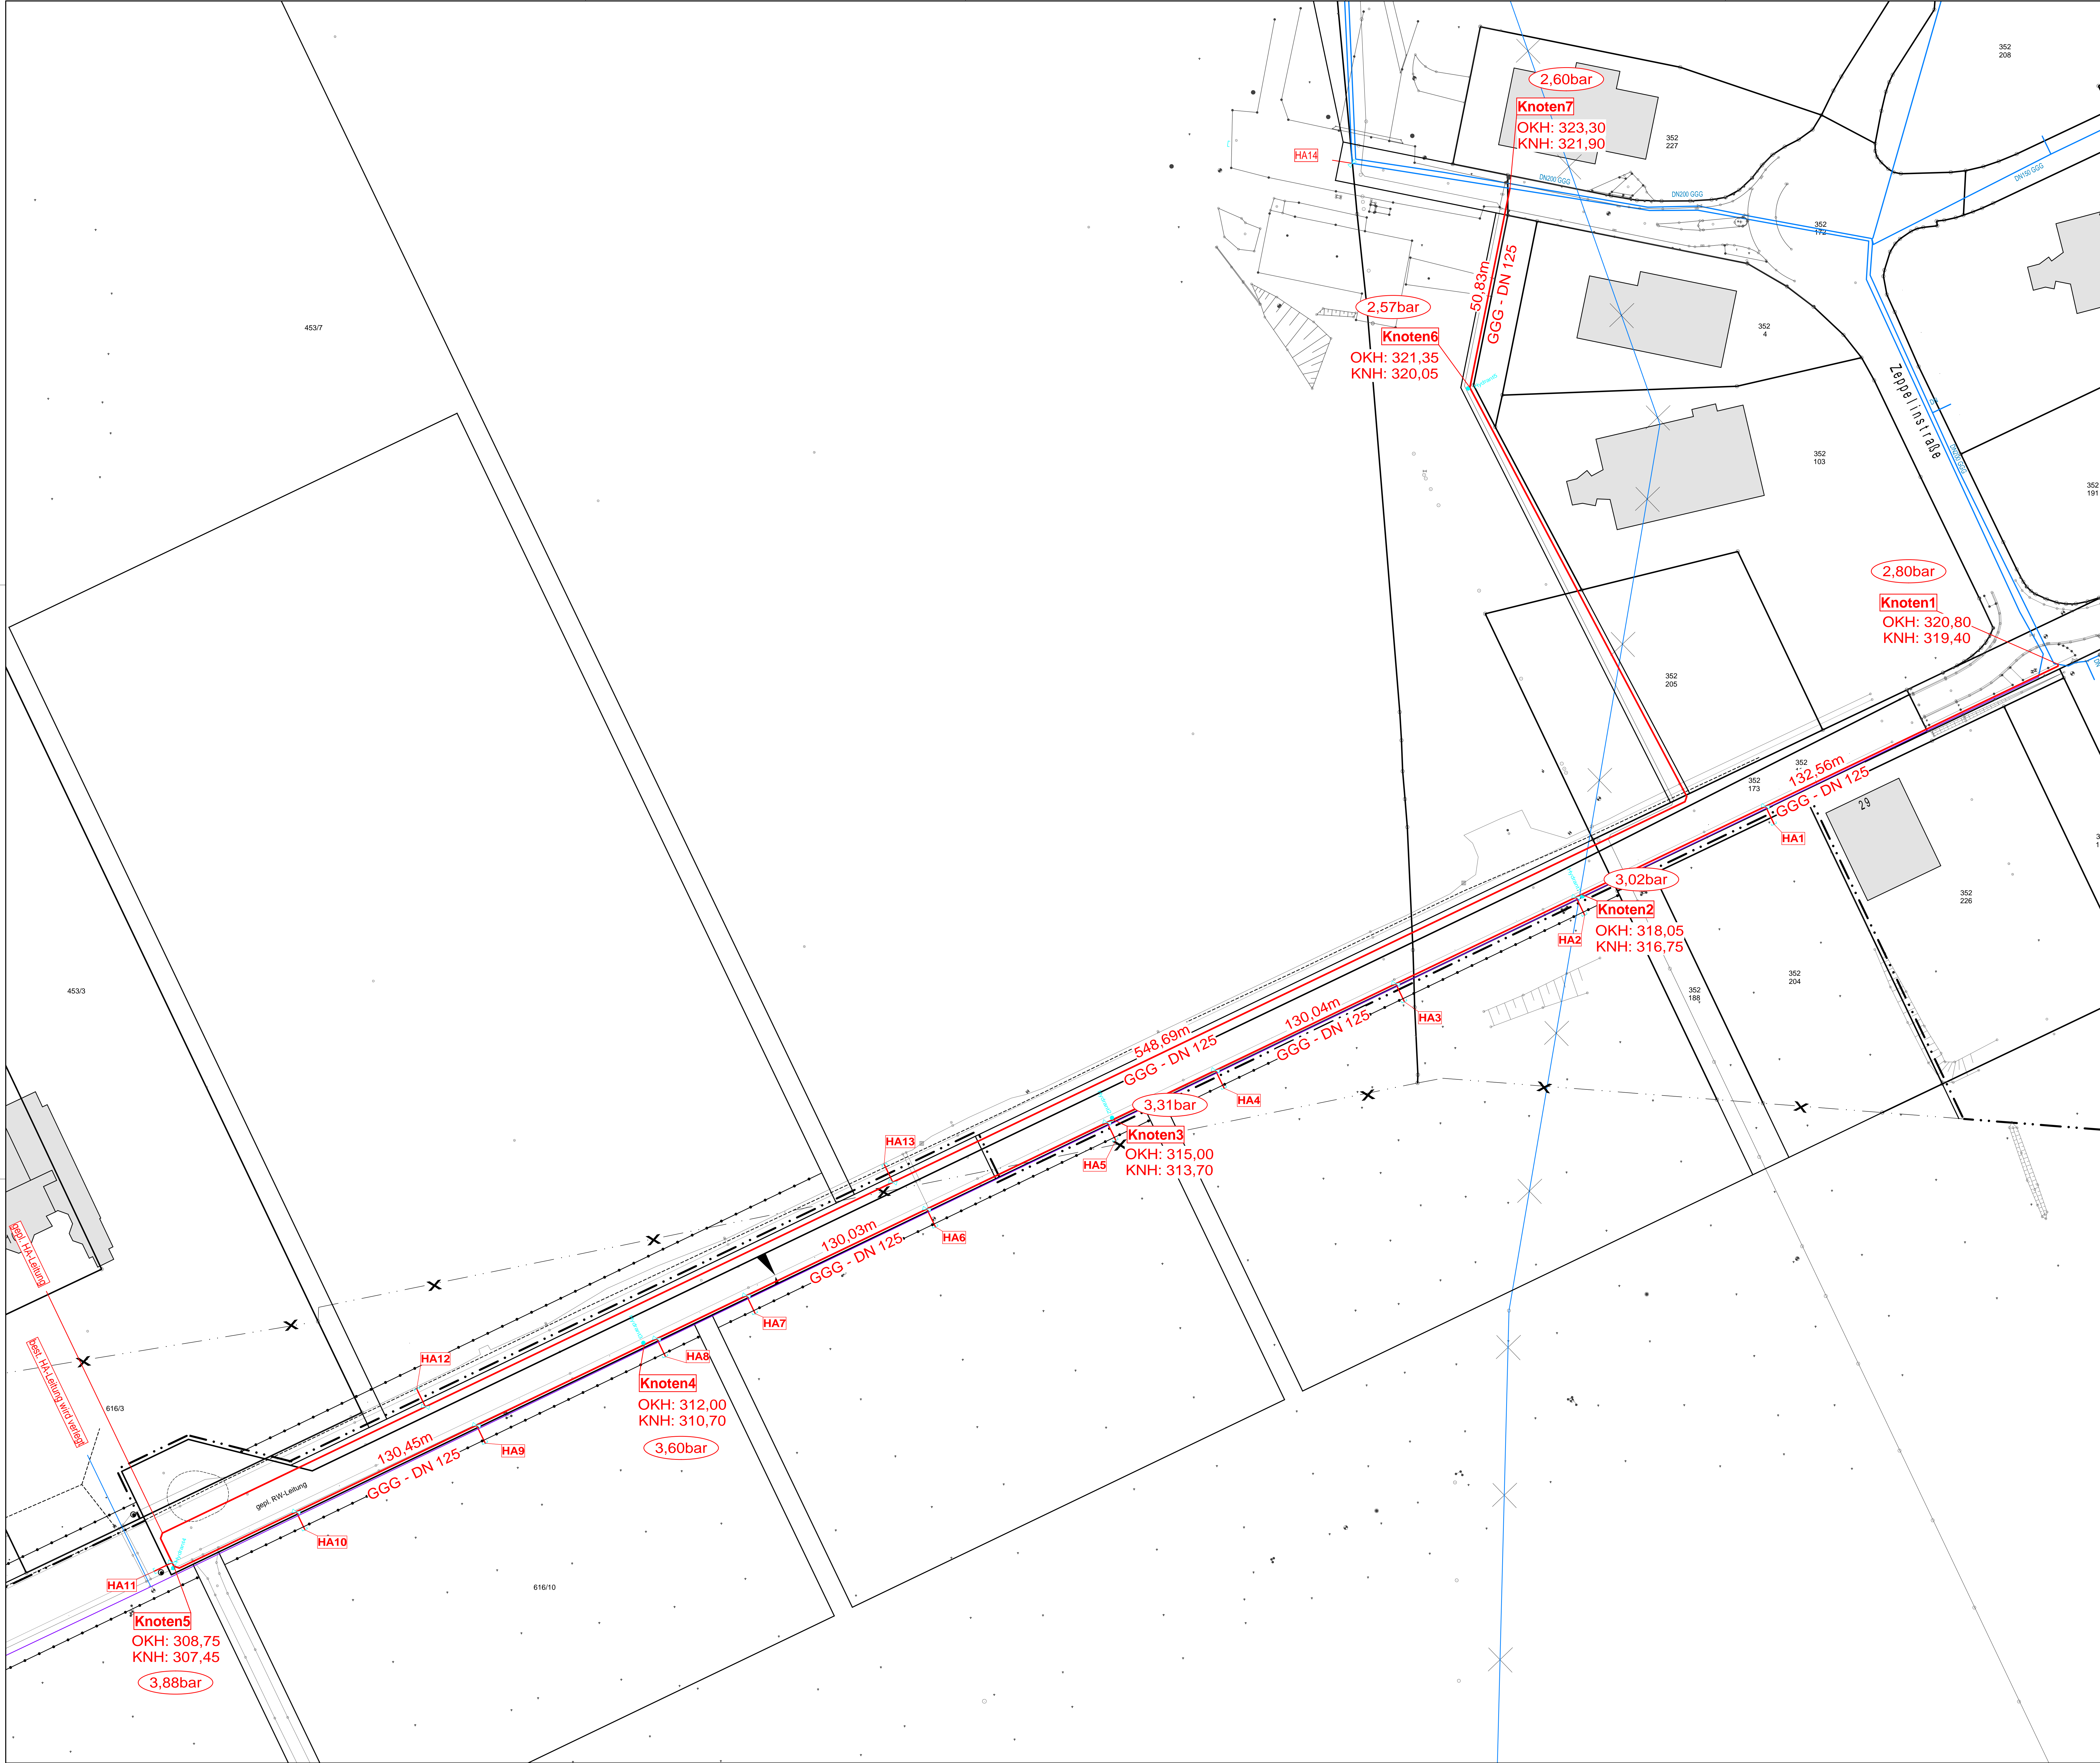 352
208
2,60bar
Knoten7
OKH: 323,30
KNH: 321,90
352
227
HA14
DN200 GGG
DN200 GGG
DN150 GGG
352
172
50,83m
GGG - DN 125
2,57bar
Knoten6
OKH: 321,35
KNH: 320,05
453/7
352
4
Zeppelinstraße
DN200 GGG
352
103
352
191
2,80bar
Knoten1
OKH: 320,80
KNH: 319,40
352
205
352
352
173
132,56m
GGG - DN 125
29
HA1
3,02bar
Knoten2
OKH: 318,05
KNH: 316,75
HA2
352
226
352
204
352
188
453/3
130,04m
GGG - DN 125
HA3
548,69m
GGG - DN 125
HA4
3,31bar
Knoten3
OKH: 315,00
KNH: 313,70
HA5
HA13
130,03m
GGG - DN 125
HA6
gepl. HA-Leitung
HA7
HA12
HA8
Knoten4
OKH: 312,00
KNH: 310,70
3,60bar
best. HA-Leitung wird verlegt
616/3
130,45m
GGG - DN 125
HA9
gepl. RW-Leitung
HA10
HA11
616/10
Knoten5
OKH: 308,75
KNH: 307,45
3,88bar